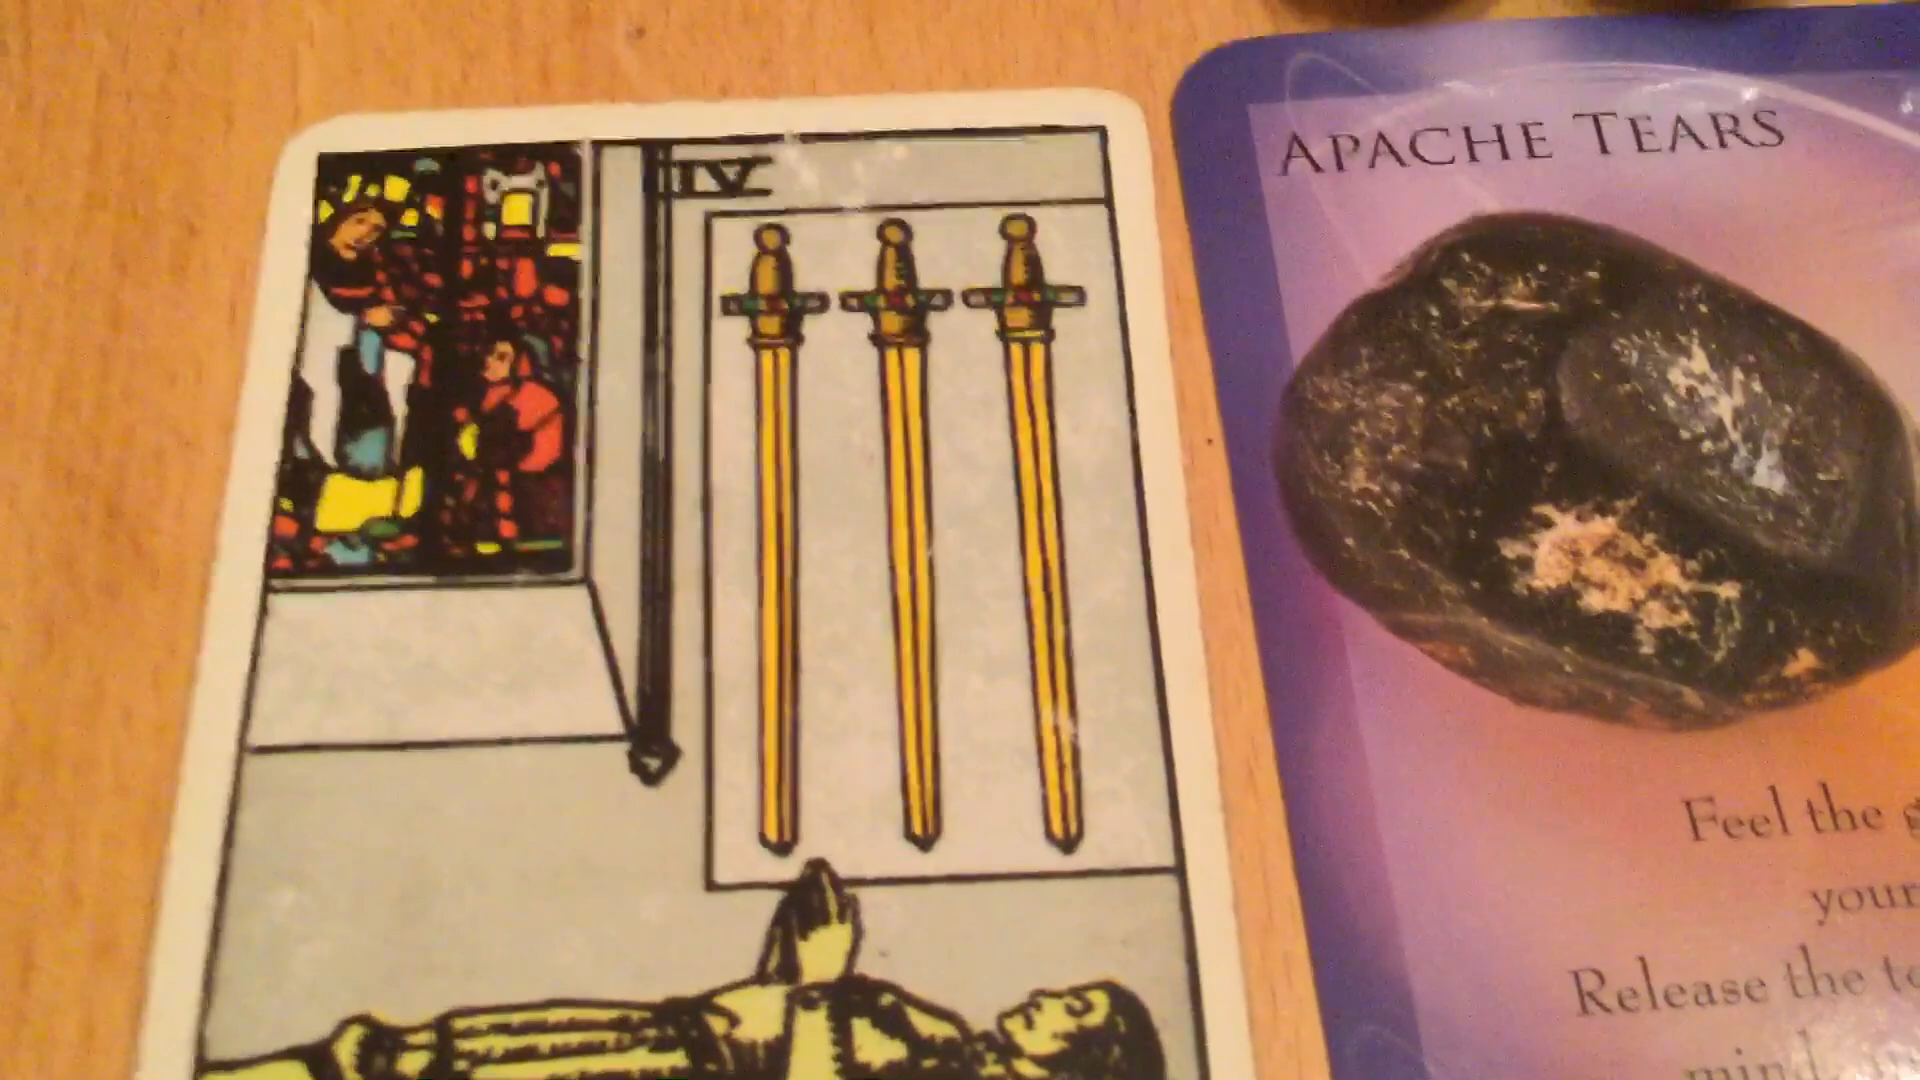 IV
APACHE TEARS
Feel the
your
Release the
mind